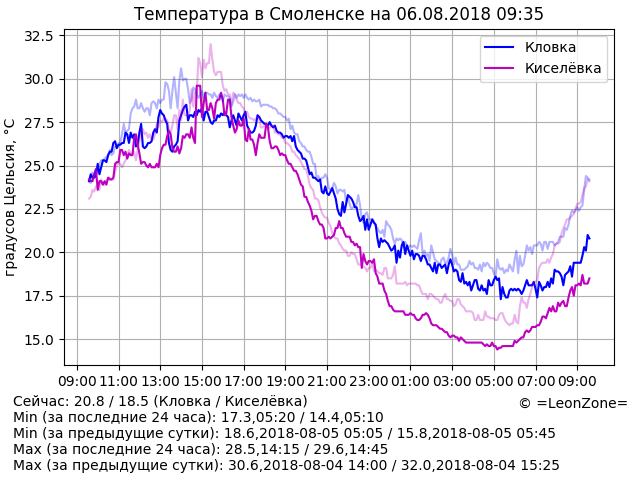 Температура в Смоленске на 06.08.2018 09:35
Кловка
Киселёвка
градусов Цельсия, °C
32.5
30.0
27.5
25.0
22.5
20.0
17.5
15.0
09:00 11:00 13:00 15:00 17:00 19:00 21:00 23:00 01:00 03:00 05:00 07:00 09:00
Сейчас: 20.8 / 18.5 (Кловка / Киселёвка)
© =LeonZone=
Min (за последние 24 часа): 17.3,05:20 / 14.4,05:10
Min (за предыдущие сутки): 18.6,2018-08-05 05:05 / 15.8,2018-08-05 05:45
Max (за последние 24 часа): 28.5,14:15 / 29.6,14:45
Max (за предыдущие сутки): 30.6,2018-08-04 14:00 / 32.0,2018-08-04 15:25